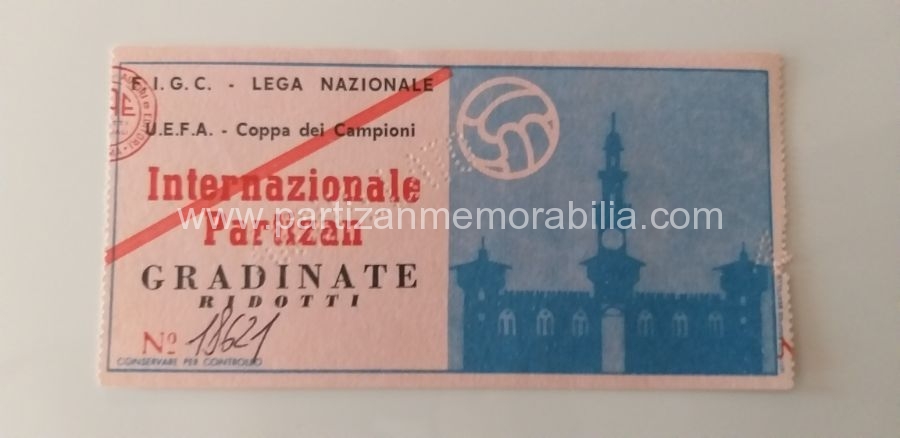 F.I.G.C. - LEGA NAZIONALE
U.E.F.A. - Coppa dei Campioni
Internazionale
www.partizanmemorabilia.com
Partizan
GRADINATE
RIDOTTI
Nº 18621
CONSERVARE PER CONTROLLO